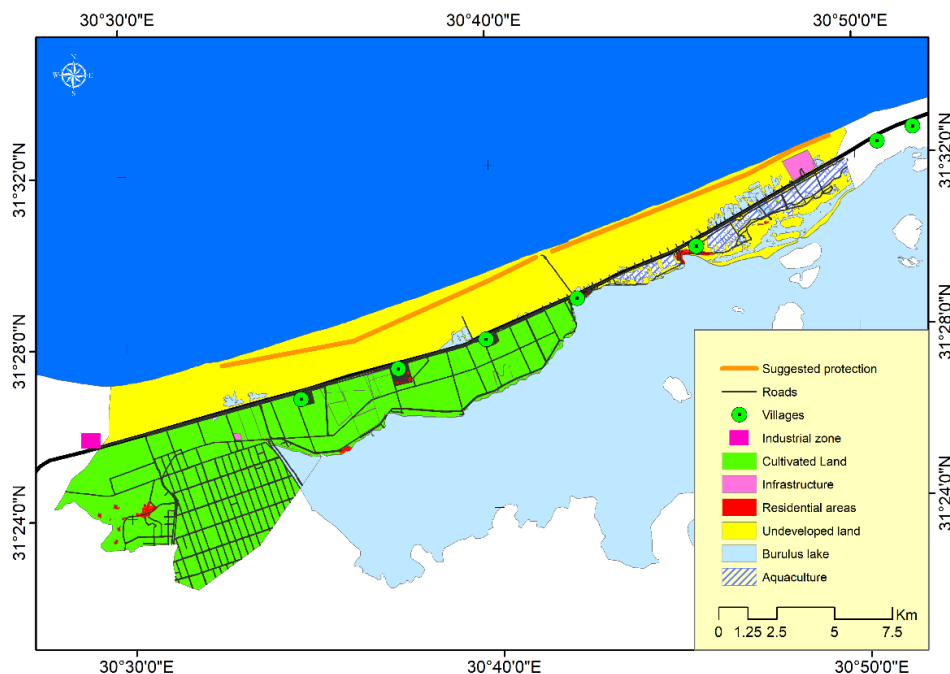 30°30'0"E 30°40'0"E 30°50'0"E
N
W E
S
31°32'0"N 31°32'0"N
31°28'0"N 31°28'0"N
31°24'0"N 31°24'0"N
Suggested protection
Roads
Villages
Industrial zone
Cultivated Land
Infrastructure
Residential areas
Undeveloped land
Burulus lake
Aquaculture
Km
0 1.25 2.5 5 7.5
30°30'0"E 30°40'0"E 30°50'0"E